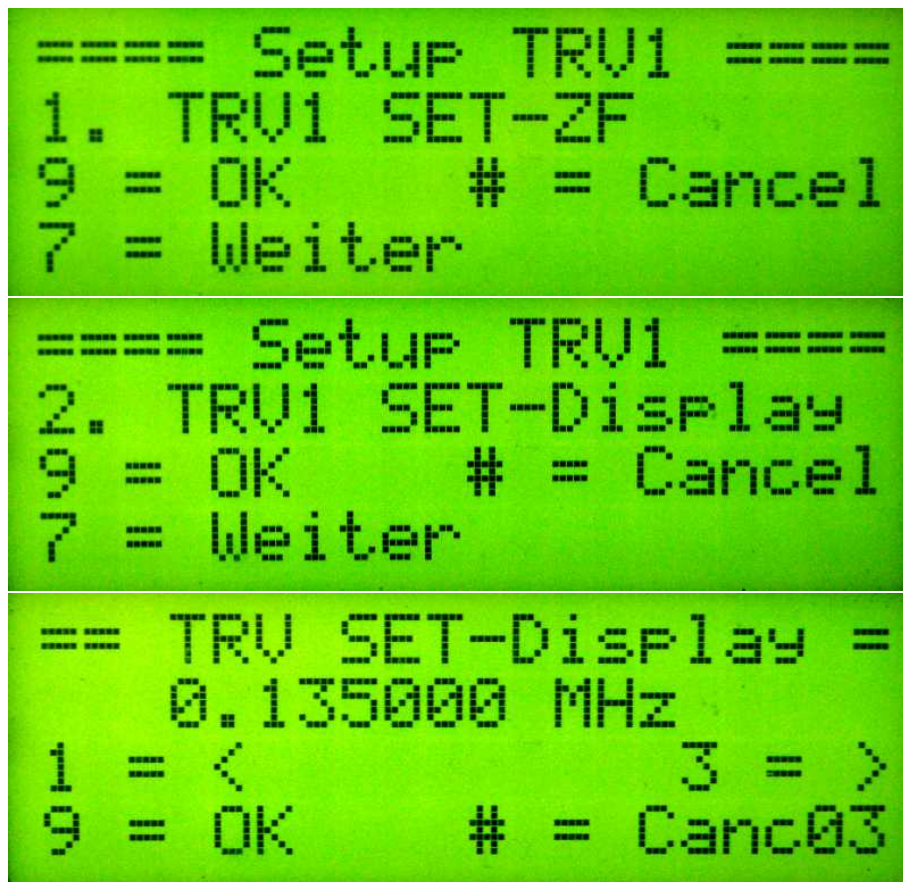 ==== Setup TRV1 ====
1. TRV1 SET-ZF
9 = OK # = Cancel
7 = Weiter
==== Setup TRV1 ====
2. TRV1 SET-Display
9 = OK # = Cancel
7 = Weiter
== TRV SET-Display =
0.135000 MHz
1 = < 3 = >
9 = OK # = Canc03